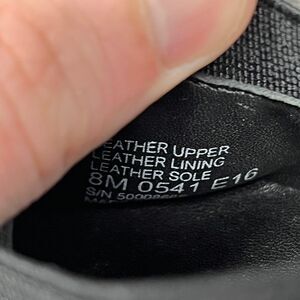 LEATHER UPPER
LEATHER LINING
LEATHER SOLE
8M 0541 E16
S/N